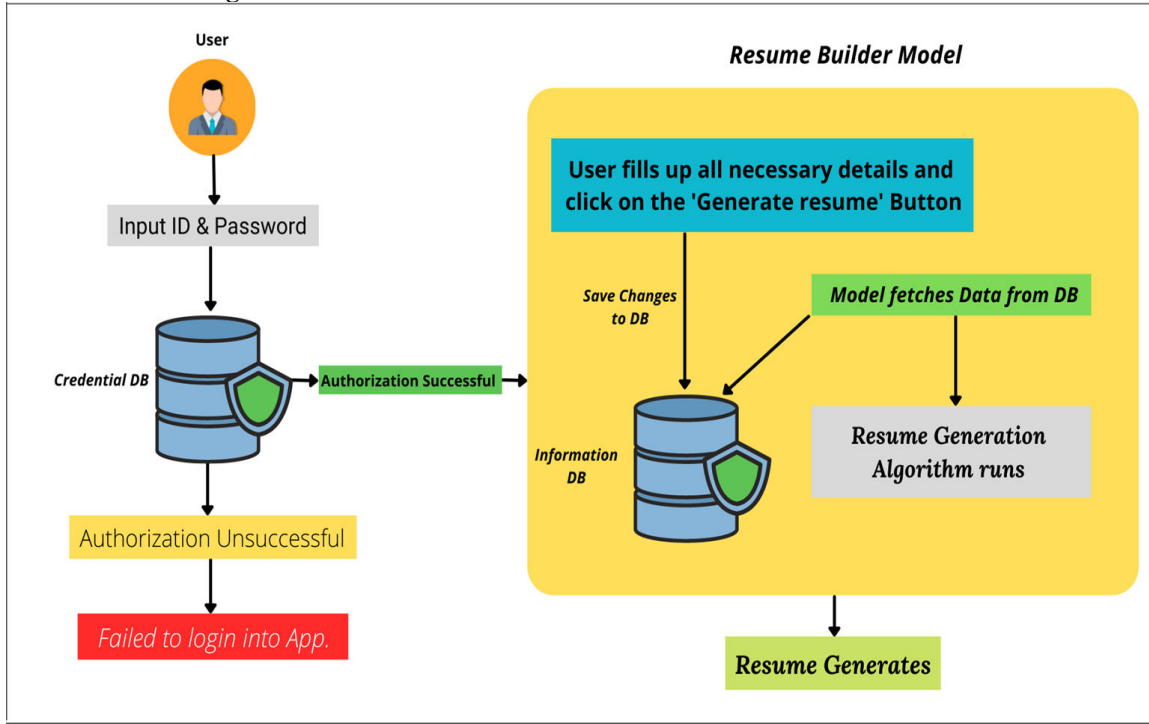 User
Input ID & Password
Credential DB
Authorization Successful
Authorization Unsuccessful
Failed to login into App.
Resume Builder Model
User fills up all necessary details and
click on the 'Generate resume' Button
Save Changes
to DB
Model fetches Data from DB
Information
DB
Resume Generation
Algorithm runs
Resume Generates